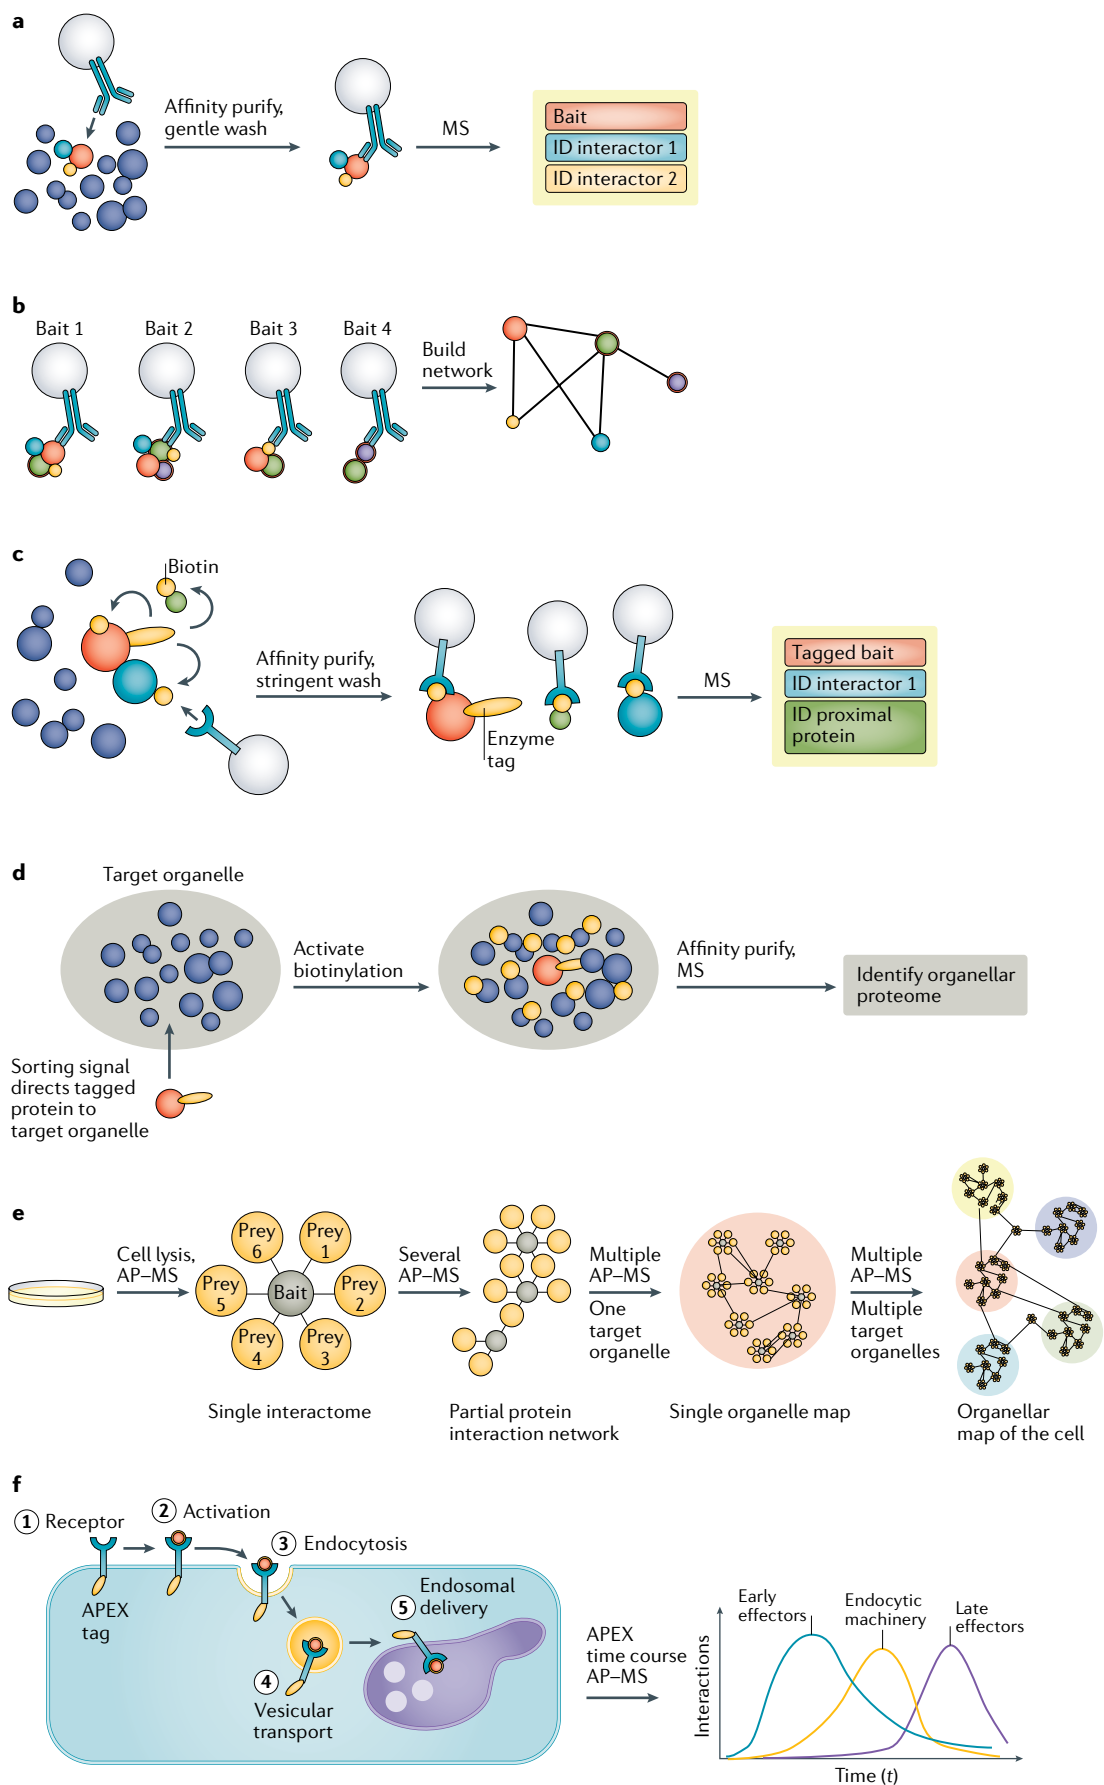 a
Affinity purify,
gentle wash
MS
Bait
ID interactor 1
ID interactor 2
b
Bait 1
Bait 2
Bait 3
Bait 4
Build
network
c
Biotin
Affinity purify,
stringent wash
Enzyme
tag
MS
Tagged bait
ID interactor 1
ID proximal
protein
d
Target organelle
Activate
biotinylation
Affinity purify,
MS
Identify organellar
proteome
Sorting signal
directs tagged
protein to
target organelle
e
Cell lysis,
AP–MS
Prey
6
Prey
1
Prey
5
Bait
Prey
2
Prey
4
Prey
3
Single interactome
Several
AP–MS
Partial protein
interaction network
Multiple
AP–MS
One
target
organelle
Single organelle map
Multiple
AP–MS
Multiple
target
organelles
Organellar
map of the cell
f
1 Receptor
2 Activation
3 Endocytosis
APEX
tag
4
Vesicular
transport
5
Endosomal
delivery
APEX
time course
AP–MS
Interactions
Early
effectors
Endocytic
machinery
Late
effectors
Time (t)